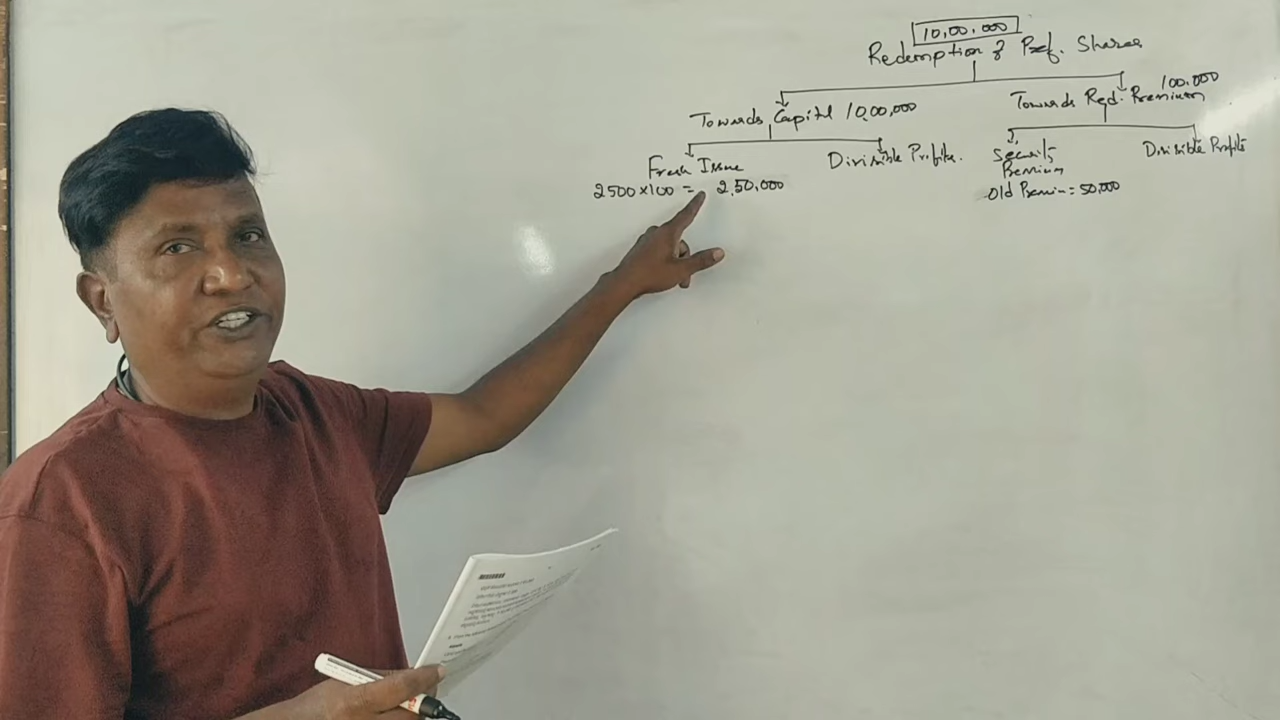 10,00,000
Redemption of Pref. Shares
Towards Capital 10,00,000
100,000
Towards Red. Premium
Fresh Issue
2500 x 100 = 2,50,000
Divisible Profits.
Security
Premium
Old Premium = 50,000
Divisible Profits